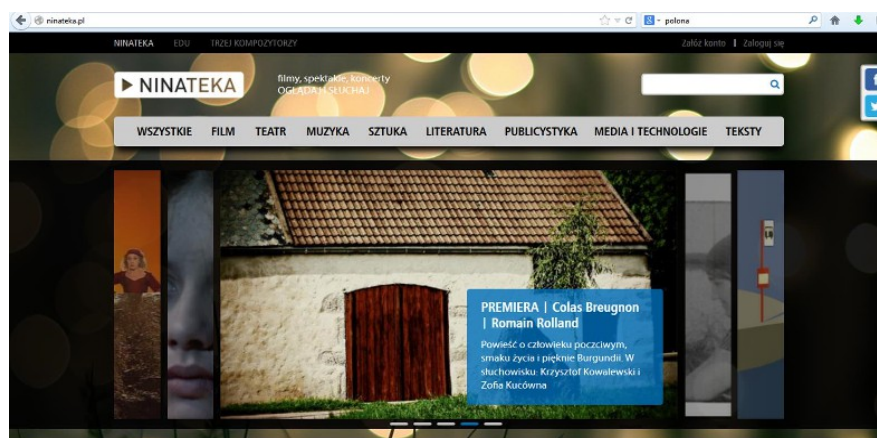 ninateka.pl
polona
NINATEKA EDU TRZEJ KOMPOZYTORZY
Załóż konto | Zaloguj się
NINATEKA
filmy, spektakle, koncerty
OGLĄDAJ I SŁUCHAJ
WSZYSTKIE FILM TEATR MUZYKA SZTUKA LITERATURA PUBLICYSTYKA MEDIA I TECHNOLOGIE TEKSTY
PREMIERA | Colas Breugnon
| Romain Rolland
Powieść o człowieku poczciwym,
smaku życia i pięknie Burgundii. W
słuchowisku: Krzysztof Kowalewski i
Zofia Kucówna